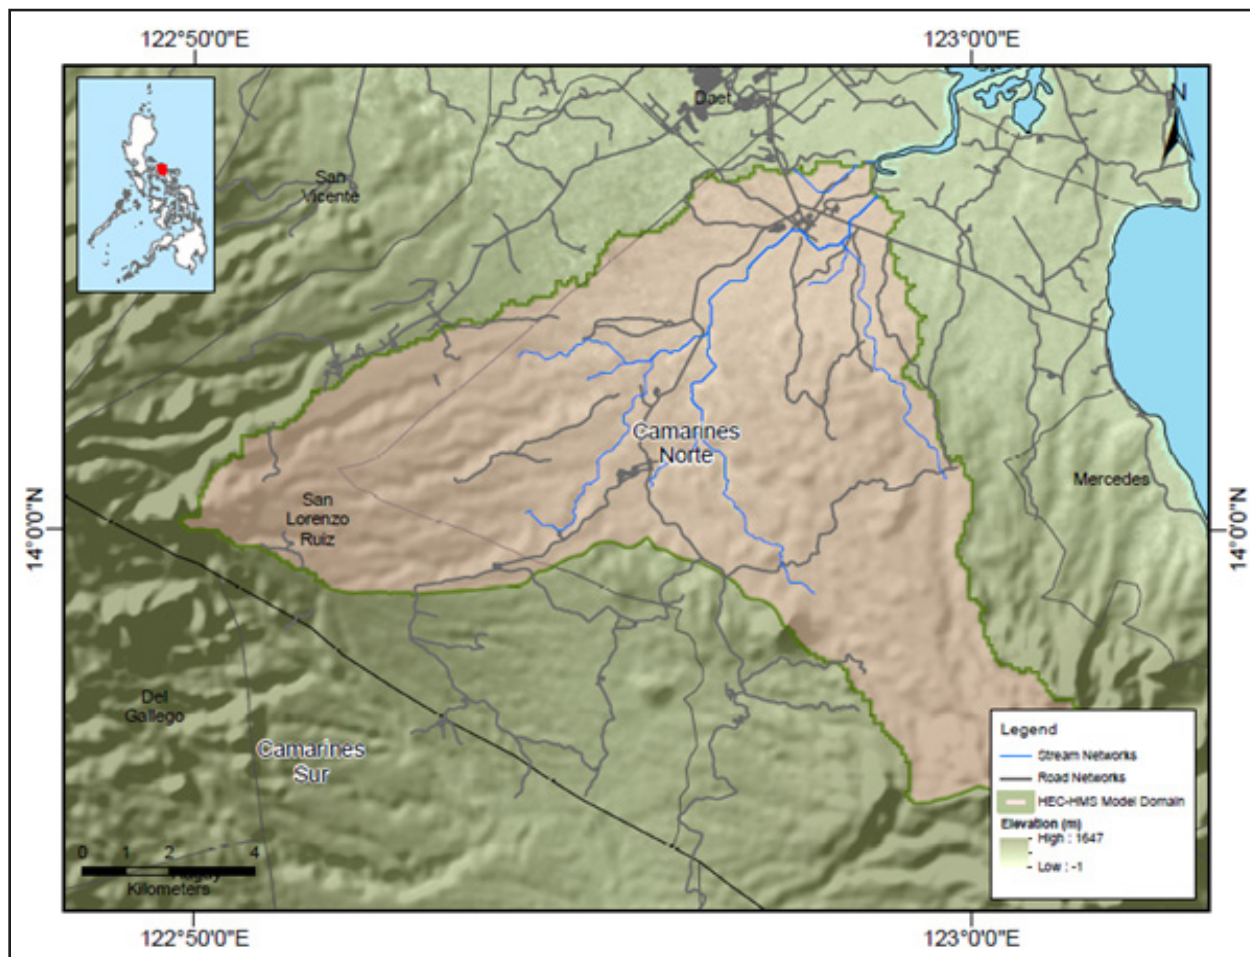 122°50'0"E
123°0'0"E
Daet
N
San
Vicente
Camarines
Norte
Mercedes
San
Lorenzo
Ruiz
14°0'0"N
14°0'0"N
Del
Gallego
Camarines
Sur
Legend
Stream Networks
Road Networks
HEC-HMS Model Domain
Elevation (m)
High : 1647
Low : -1
0 1 2 4
Kilometers
122°50'0"E
123°0'0"E